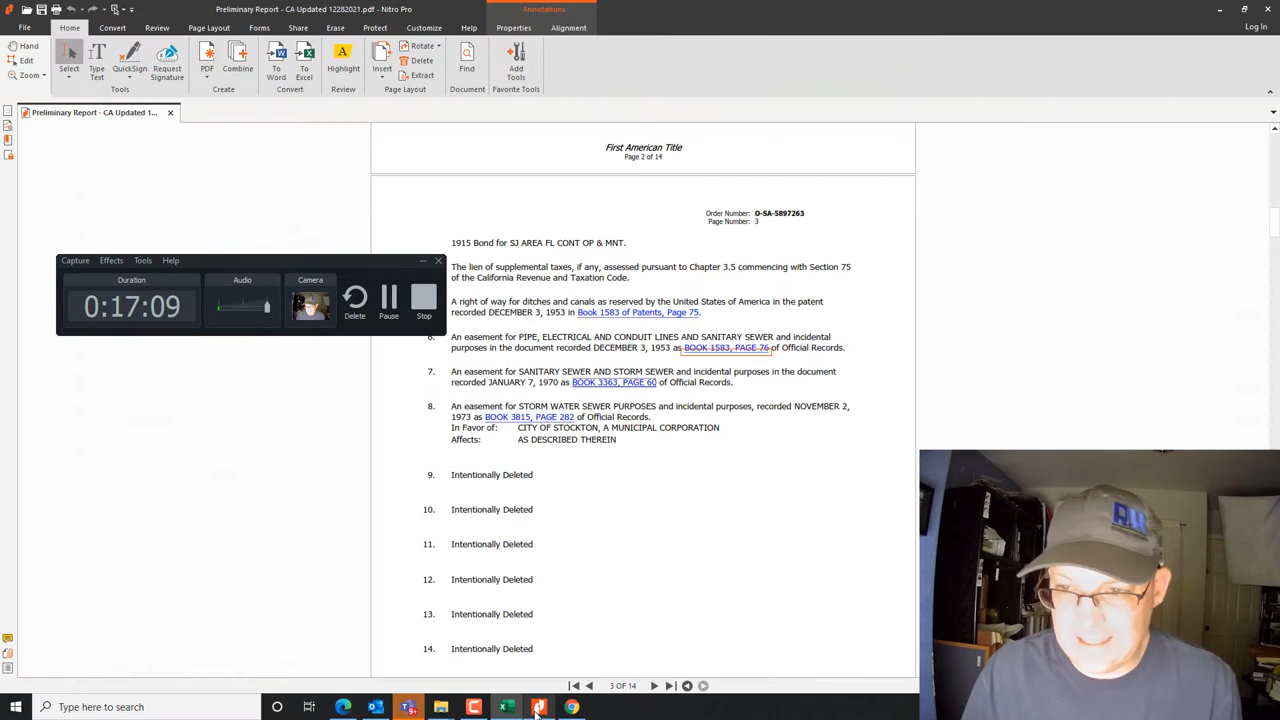 Preliminary Report - CA Updated 12282021.pdf - Nitro Pro
Annotations
File
Home
Convert
Review
Page Layout
Forms
Share
Erase
Protect
Customize
Help
Properties
Alignment
Log In
Hand
Edit
Zoom
Select
Type Text
QuickSign
Request Signature
PDF
Combine
To Word
To Excel
Highlight
Insert
Rotate
Delete
Extract
Find
Add Tools
Tools
Create
Convert
Review
Page Layout
Document
Favorite Tools
Preliminary Report - CA Updated 1...
First American Title
Page 2 of 14
Order Number: O-SA-5897263
Page Number: 3
1915 Bond for SJ AREA FL CONT OP & MNT.
The lien of supplemental taxes, if any, assessed pursuant to Chapter 3.5 commencing with Section 75
of the California Revenue and Taxation Code.
A right of way for ditches and canals as reserved by the United States of America in the patent
recorded DECEMBER 3, 1953 in Book 1583 of Patents, Page 75.
6. An easement for PIPE, ELECTRICAL AND CONDUIT LINES AND SANITARY SEWER and incidental
purposes in the document recorded DECEMBER 3, 1953 as BOOK 1583, PAGE 76 of Official Records.
7. An easement for SANITARY SEWER AND STORM SEWER and incidental purposes in the document
recorded JANUARY 7, 1970 as BOOK 3363, PAGE 60 of Official Records.
8. An easement for STORM WATER SEWER PURPOSES and incidental purposes, recorded NOVEMBER 2,
1973 as BOOK 3815, PAGE 282 of Official Records.
In Favor of: CITY OF STOCKTON, A MUNICIPAL CORPORATION
Affects: AS DESCRIBED THEREIN
9. Intentionally Deleted
10. Intentionally Deleted
11. Intentionally Deleted
12. Intentionally Deleted
13. Intentionally Deleted
14. Intentionally Deleted
Capture Effects Tools Help
Duration
Audio
Camera
0:17:09
Delete
Pause
Stop
3 OF 14
Type here to search
9+